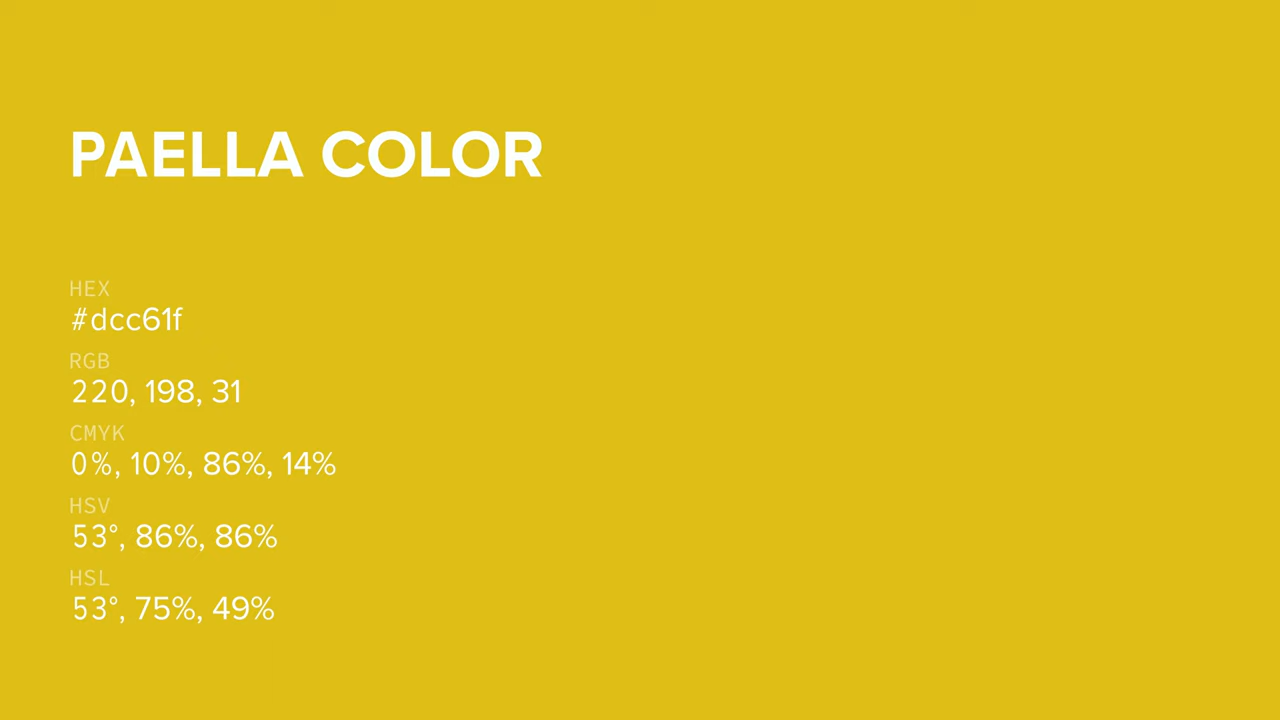 PAELLA COLOR
HEX
#dcc61f
RGB
220, 198, 31
CMYK
0%, 10%, 86%, 14%
HSV
53°, 86%, 86%
HSL
53°, 75%, 49%